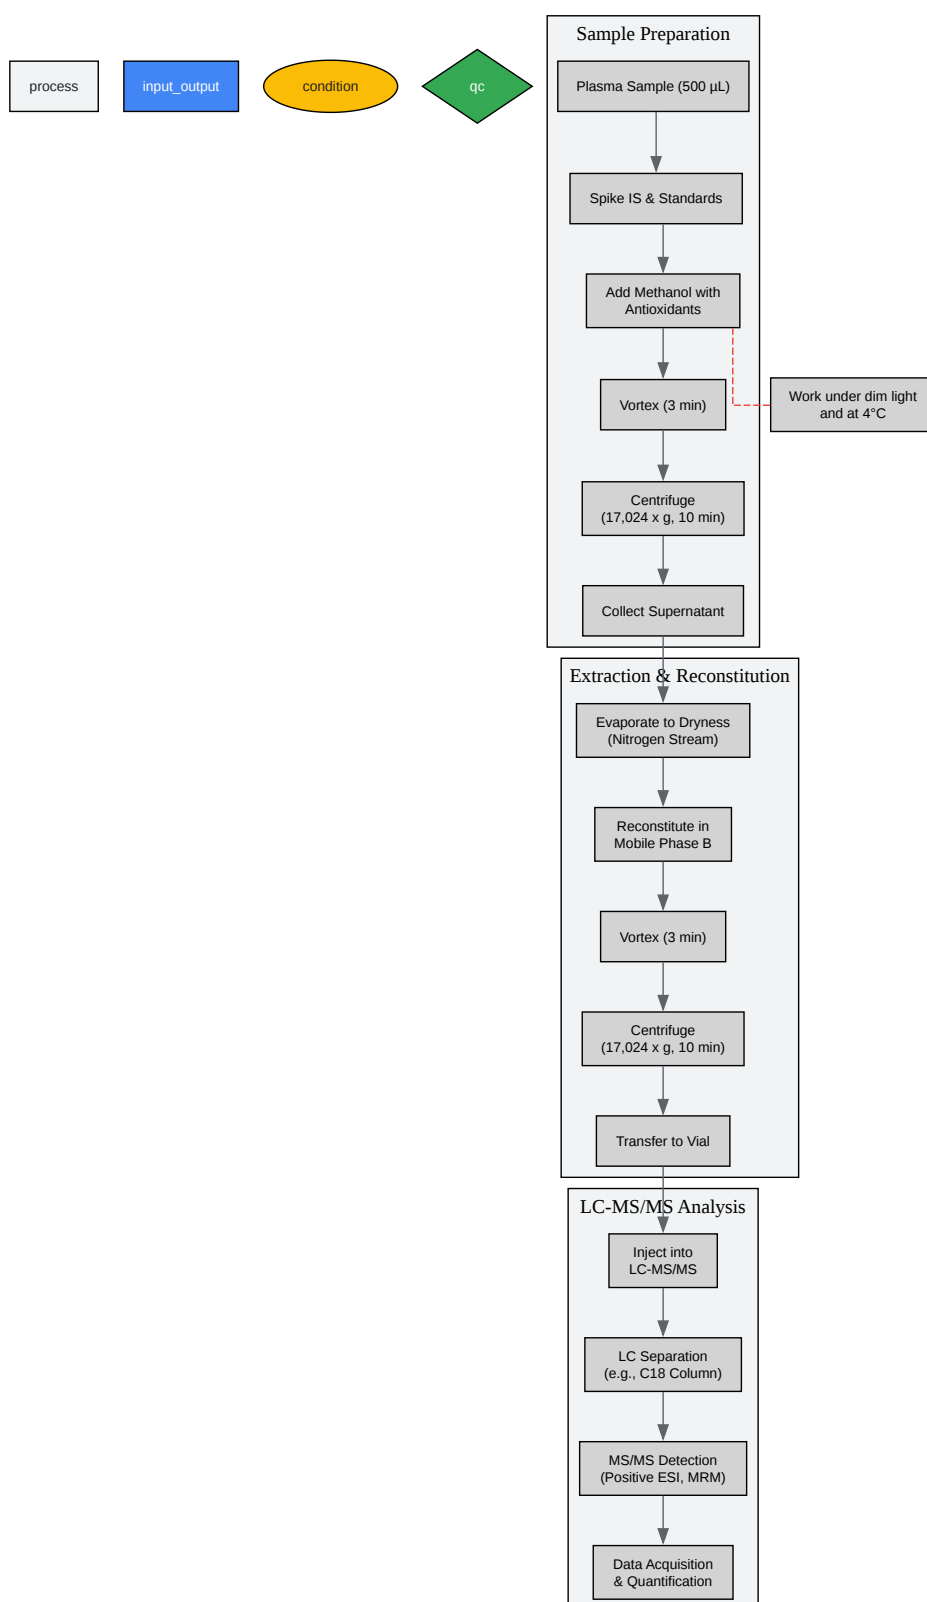 process
input_output
condition
qc
Sample Preparation
Plasma Sample (500 µL)
Spike IS & Standards
Add Methanol with
Antioxidants
Vortex (3 min)
Work under dim light
and at 4°C
Centrifuge
(17,024 x g, 10 min)
Collect Supernatant
Extraction & Reconstitution
Evaporate to Dryness
(Nitrogen Stream)
Reconstitute in
Mobile Phase B
Vortex (3 min)
Centrifuge
(17,024 x g, 10 min)
Transfer to Vial
LC-MS/MS Analysis
Inject into
LC-MS/MS
LC Separation
(e.g., C18 Column)
MS/MS Detection
(Positive ESI, MRM)
Data Acquisition
& Quantification